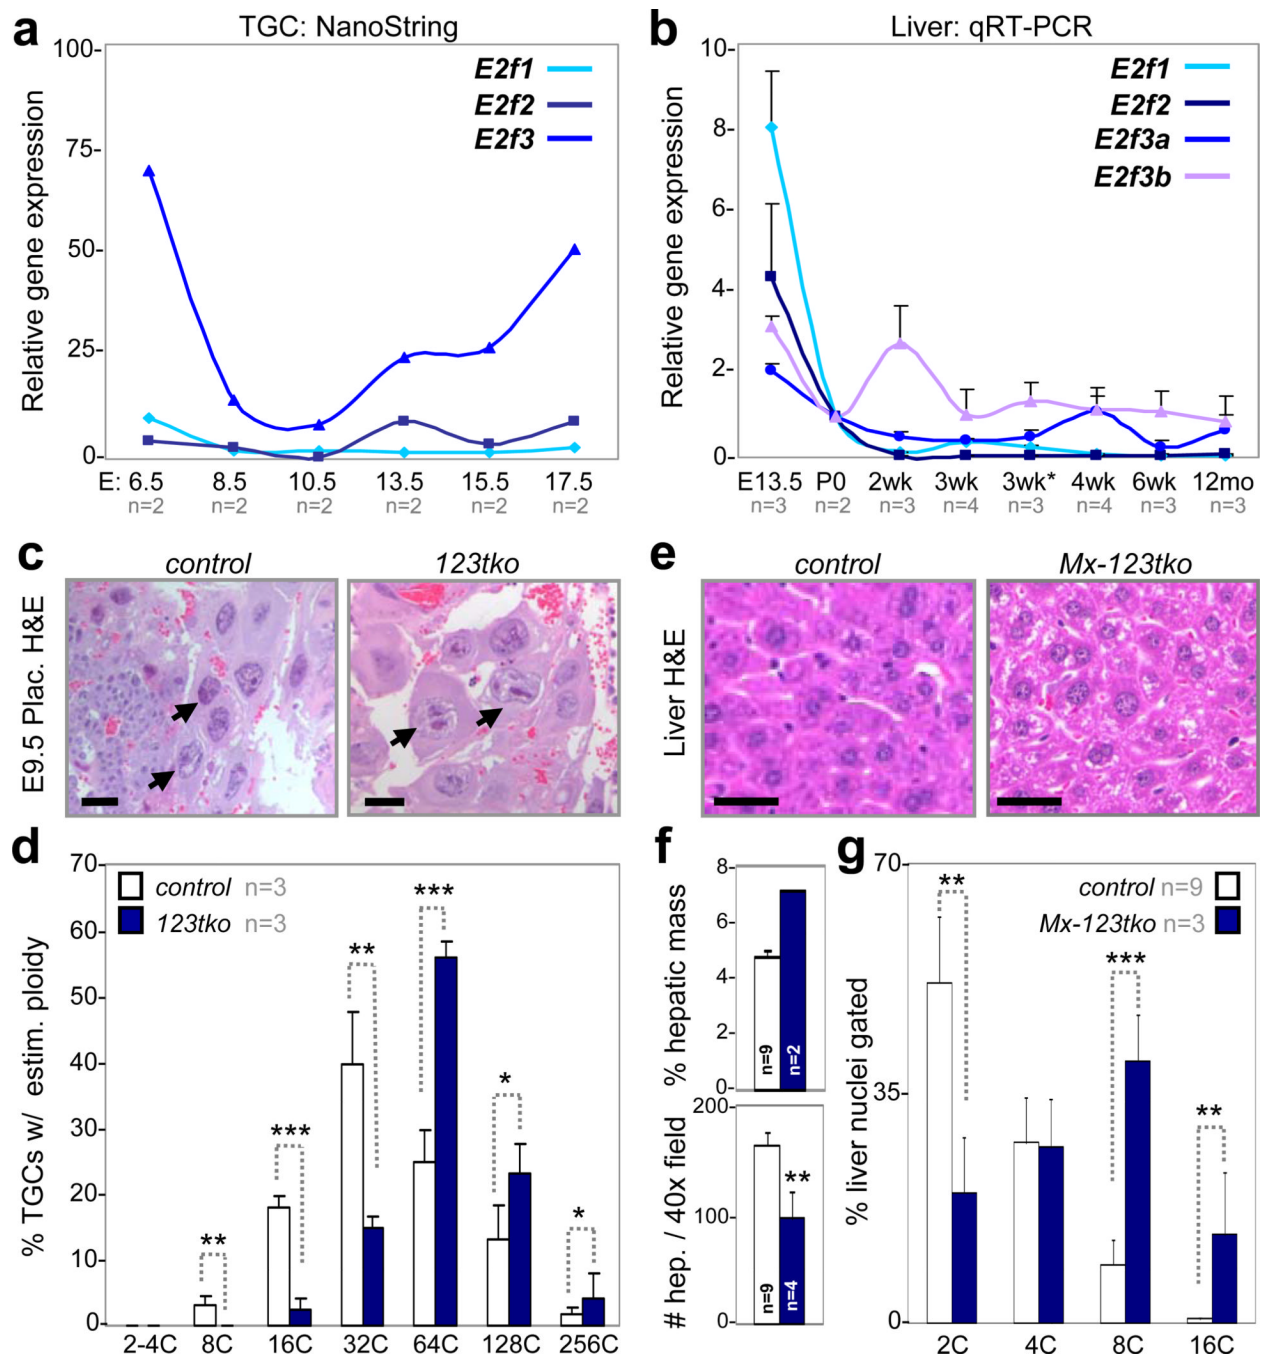 a
TGC: NanoString
Relative gene expression
100
75
50
25
0
E2f1
E2f2
E2f3
E: 6.5 8.5 10.5 13.5 15.5 17.5
n=2 n=2 n=2 n=2 n=2 n=2
b
Liver: qRT-PCR
Relative gene expression
10
8
6
4
2
0
E2f1
E2f2
E2f3a
E2f3b
E13.5 P0 2wk 3wk 3wk* 4wk 6wk 12mo
n=3 n=2 n=3 n=4 n=3 n=4 n=3 n=3
c
control 123tko
E9.5 Plac. H&E
e
control Mx-123tko
Liver H&E
d
% TGCs w/ estim. ploidy
70
60
50
40
30
20
10
0
control n=3
123tko n=3
**
***
**
***
*
*
2-4C 8C 16C 32C 64C 128C 256C
f
% hepatic mass
8
6
4
2
0
n=9
n=2
# hep. / 40x field
200
100
0
**
n=9
n=4
g
% liver nuclei gated
70
35
0
control n=9
Mx-123tko n=3
**
***
**
2C 4C 8C 16C